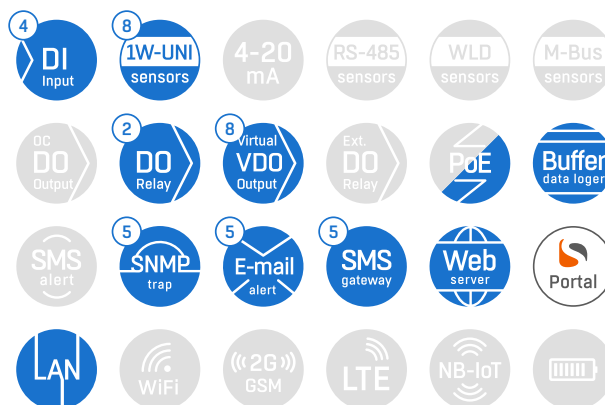 4 8
DI 1W-UNI 4-20 RS-485 WLD M-Bus
Input sensors mA sensors sensors sensors
2 8
OC Virtual Ext.
DO DO VDO DO PoE Buffer
Output Relay Output Relay data loger
5 5 5
SMS SNMP E-mail SMS Web
alert trap alert gateway server Portal
LAN WiFi 2G GSM LTE NB-IoT